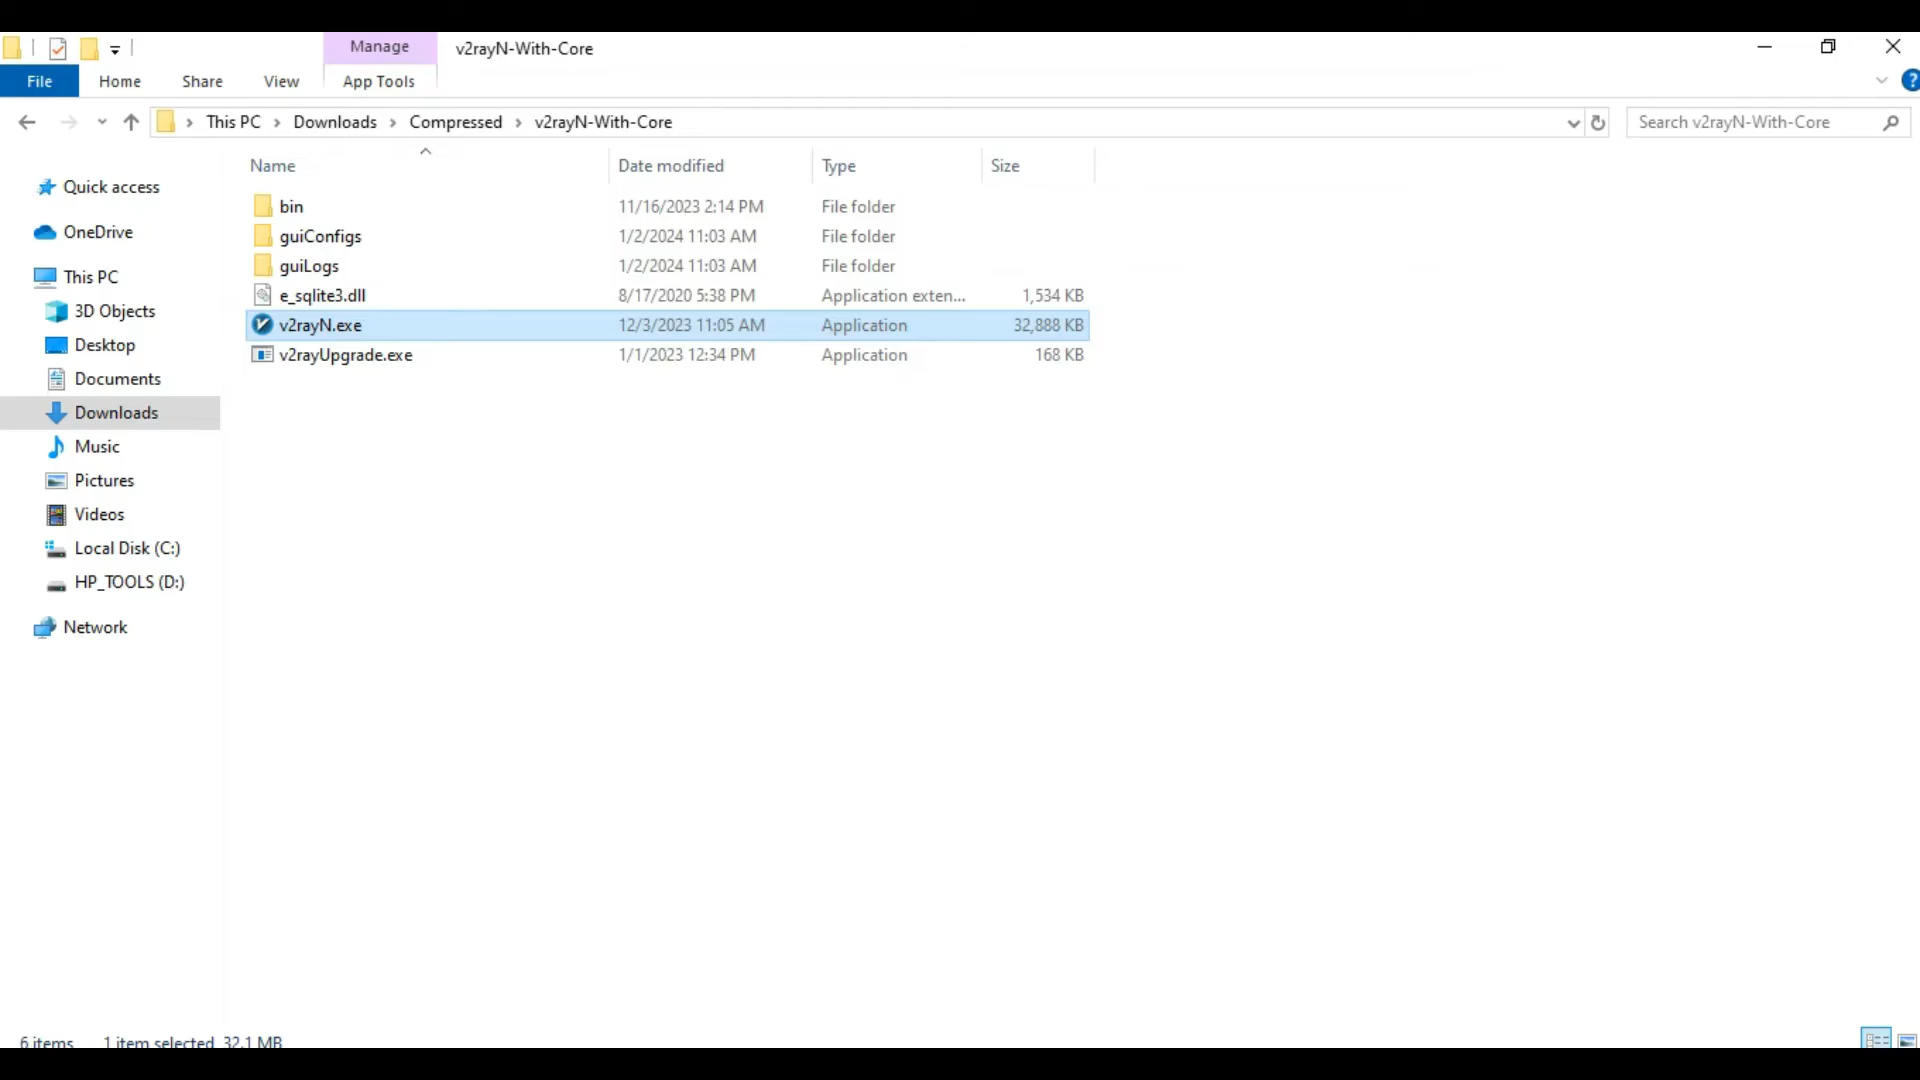 Manage
v2rayN-With-Core
File
Home
Share
View
App Tools
?
This PC
Downloads
Compressed
v2rayN-With-Core
Search v2rayN-With-Core
Name
Date modified
Type
Size
Quick access
OneDrive
This PC
3D Objects
Desktop
Documents
Downloads
Music
Pictures
Videos
Local Disk (C:)
HP_TOOLS (D:)
Network
bin 11/16/2023 2:14 PM File folder
guiConfigs 1/2/2024 11:03 AM File folder
guiLogs 1/2/2024 11:03 AM File folder
e_sqlite3.dll 8/17/2020 5:38 PM Application exten... 1,534 KB
v2rayN.exe 12/3/2023 11:05 AM Application 32,888 KB
v2rayUpgrade.exe 1/1/2023 12:34 PM Application 168 KB
6 items 1 item selected 32.1 MB